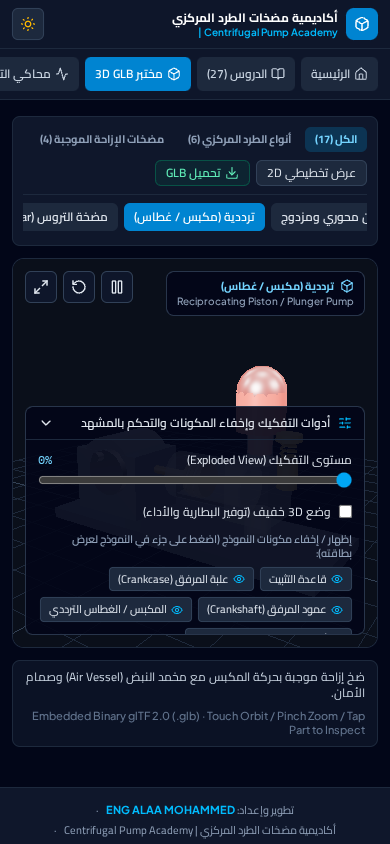 أكاديمية مضخات الطرد المركزي
Centrifugal Pump Academy |
الرئيسية
الدروس (27)
مختبر 3D GLB
محاكي
الكل (17)
أنواع الطرد المركزي (6)
مضخات الإزاحة الموجبة (4)
عرض تخطيطي 2D
تحميل GLB
محوري ومزدوج
ترددية (مكبس / غطاس)
مضخة التروس
ترددية (مكبس / غطاس)
Reciprocating Piston / Plunger Pump
أدوات التفكيك وإخفاء المكونات والتحكم بالمشهد
مستوى التفكيك (Exploded View)
0%
وضع 3D خفيف (توفير البطارية والأداء)
إظهار / إخفاء مكونات النموذج (اضغط على جزء في النموذج لعرض
بطاقته):
قاعدة التثبيت
علبة المرفق (Crankcase)
عمود المرفق (Crankshaft)
المكبس / الغطاس الترددي
ضخ إزاحة موجبة بحركة المكبس مع مخمد النبض (Air Vessel) وصمام
الأمان.
Embedded Binary glTF 2.0 (.glb) · Touch Orbit / Pinch Zoom / Tap
Part to Inspect
تطوير وإعداد: ENG ALAA MOHAMMED ·
أكاديمية مضخات الطرد المركزي | Centrifugal Pump Academy ·